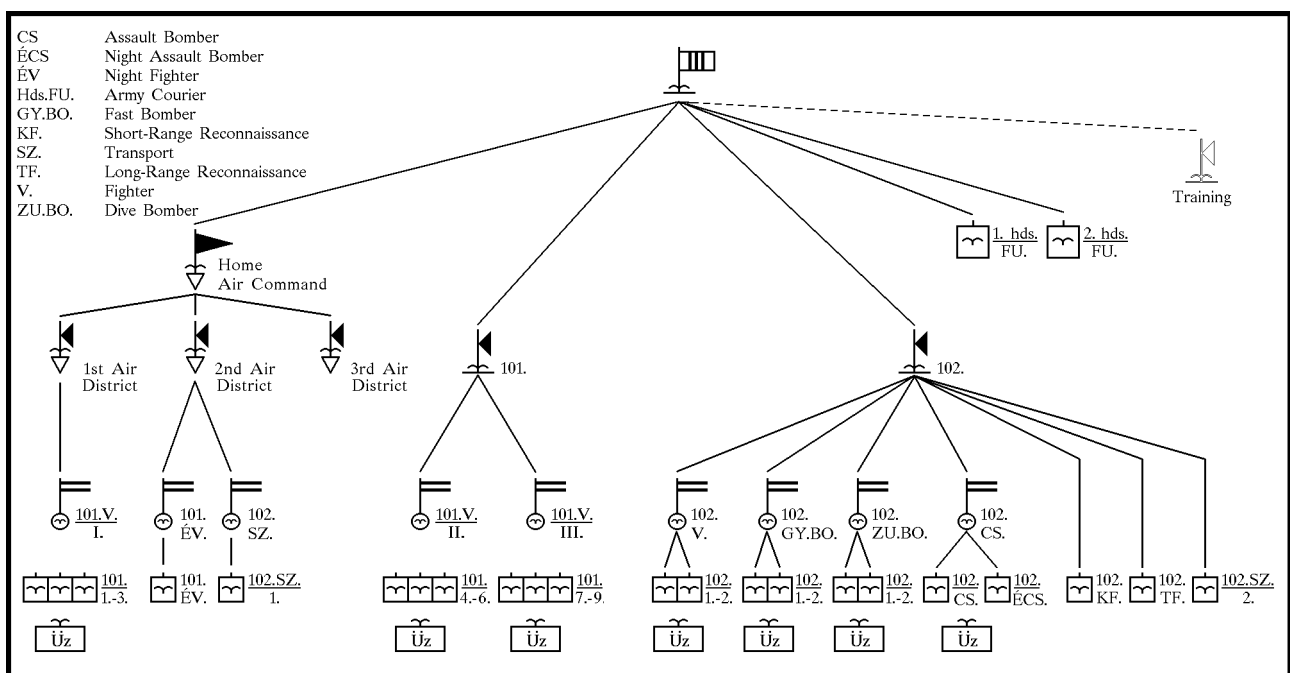 CS Assault Bomber
ÉCS Night Assault Bomber
ÉV Night Fighter
Hds.FU. Army Courier
GY.BO. Fast Bomber
KF. Short-Range Reconnaissance
SZ. Transport
TF. Long-Range Reconnaissance
V. Fighter
ZU.BO. Dive Bomber
Training
1. hds.
FU.
2. hds.
FU.
Home
Air Command
1st Air
District
2nd Air
District
3rd Air
District
101.
102.
101.V.
I.
101.
ÉV.
102.
SZ.
101.V.
II.
101.V.
III.
102.
V.
102.
GY.BO.
102.
ZU.BO.
102.
CS.
101.
1.-3.
101.
ÉV.
102.SZ.
1.
101.
4.-6.
101.
7.-9.
102.
1.-2.
102.
1.-2.
102.
1.-2.
102.
CS.
102.
ÉCS.
102.
KF.
102.
TF.
102.SZ.
2.
Üz
Üz
Üz
Üz
Üz
Üz
Üz